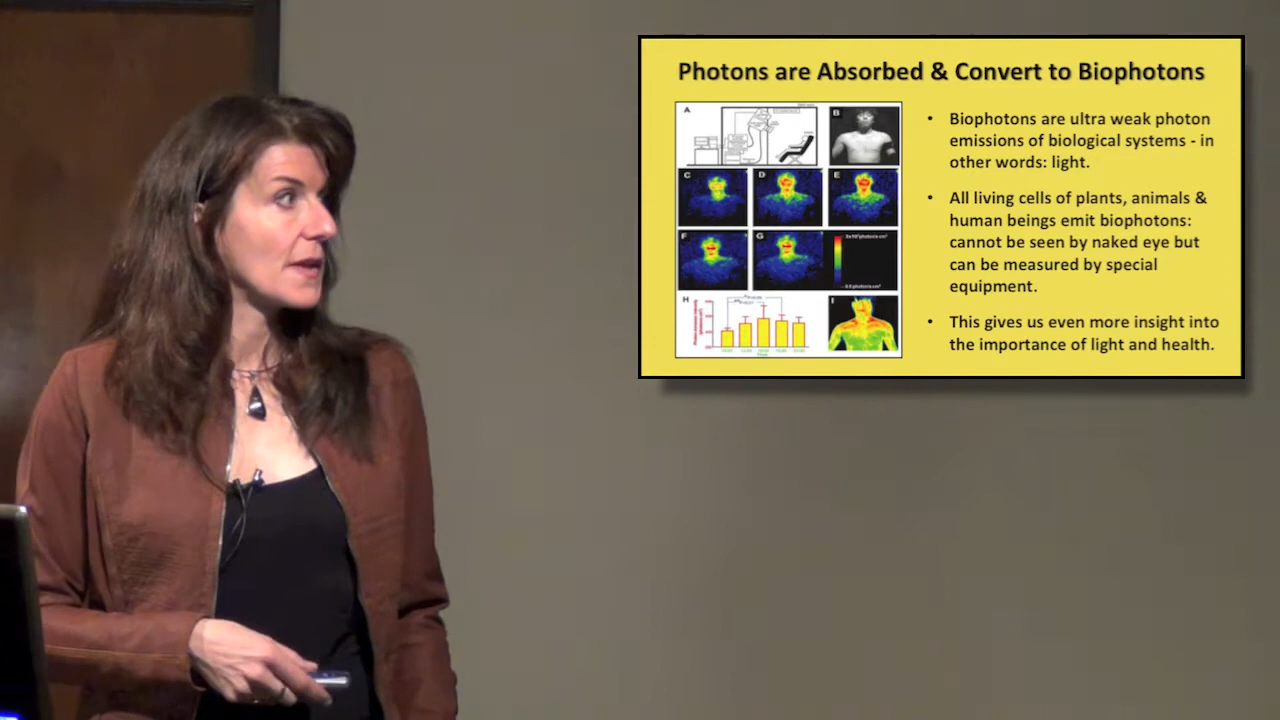 Photons are Absorbed & Convert to Biophotons
A
B
C
D
E
F
G
H
I
• Biophotons are ultra weak photon
emissions of biological systems - in
other words: light.
• All living cells of plants, animals &
human beings emit biophotons:
cannot be seen by naked eye but
can be measured by special
equipment.
• This gives us even more insight into
the importance of light and health.